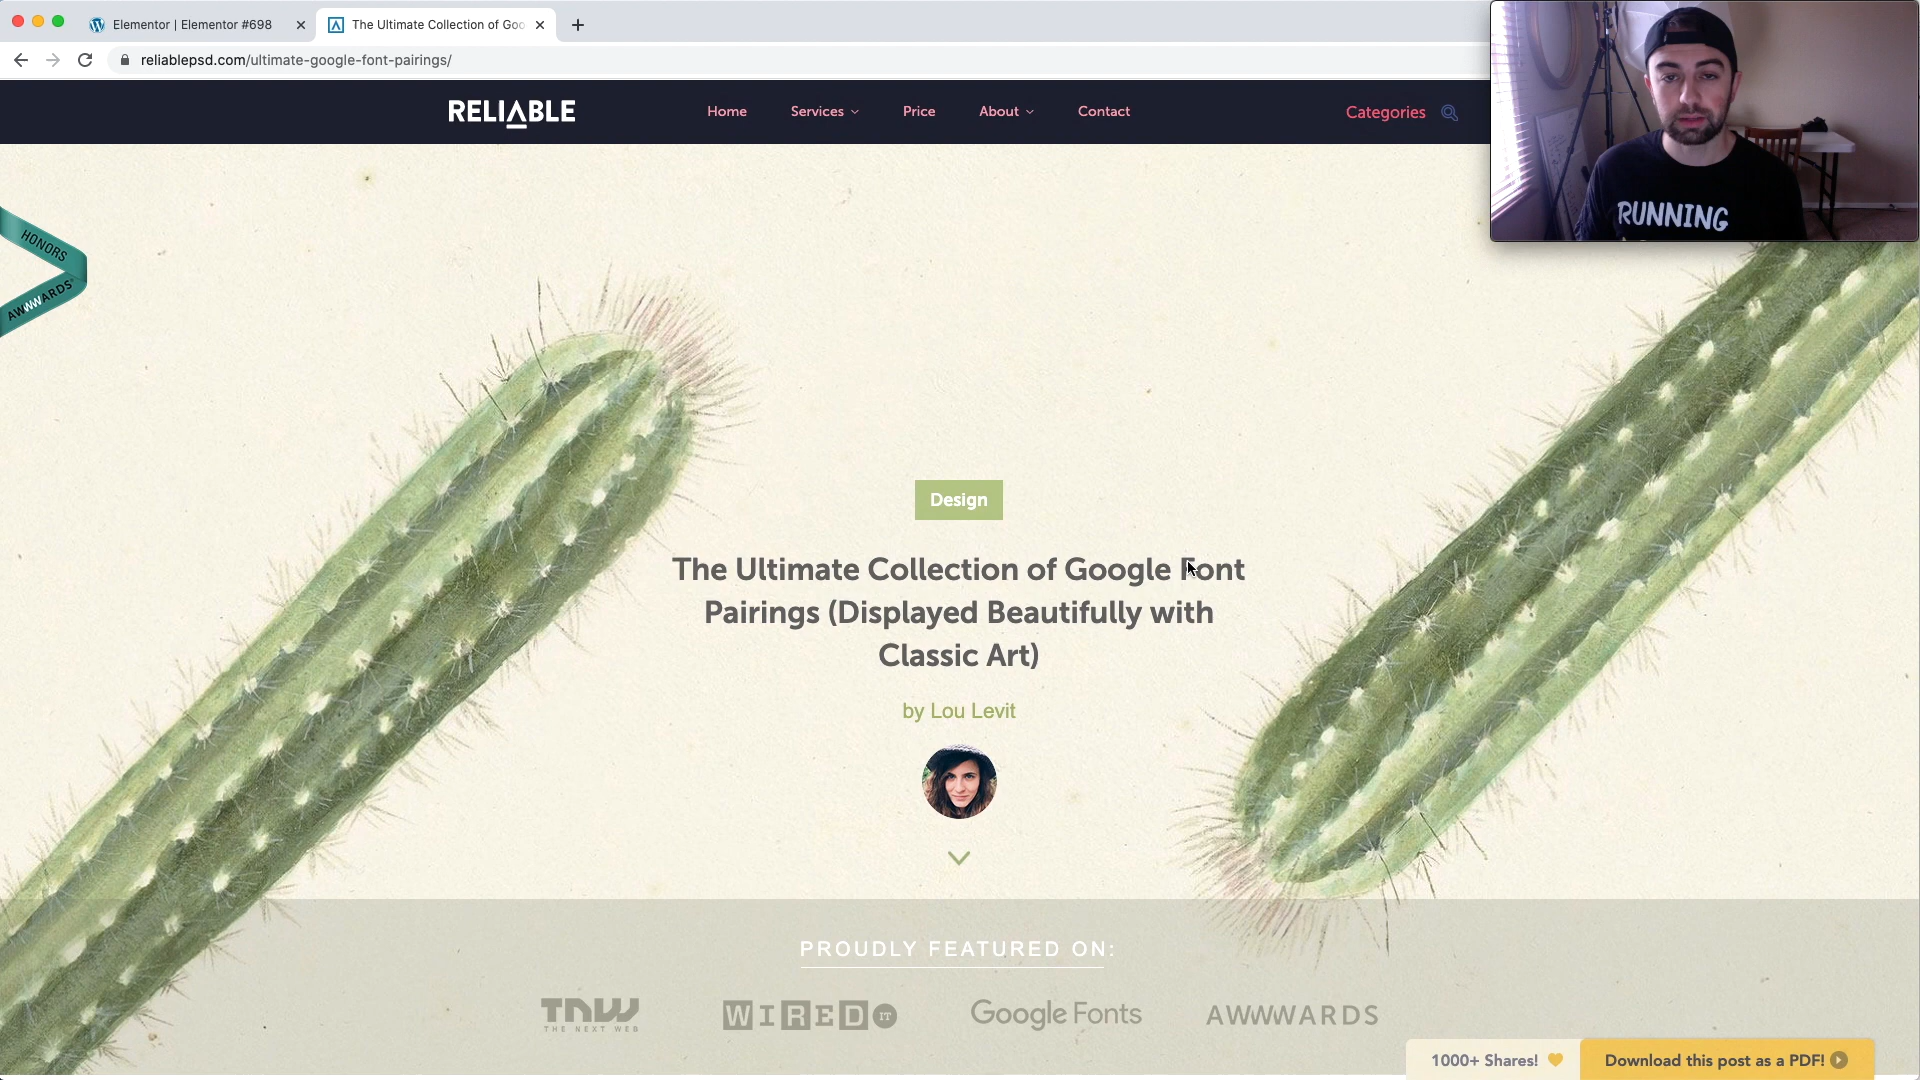 Elementor | Elementor #698
The Ultimate Collection of Goo
reliablepsd.com/ultimate-google-font-pairings/
RELIABLE
Home
Services
Price
About
Contact
Categories
RUNNING
HONORS
AWWWARDS
Design
The Ultimate Collection of Google Font
Pairings (Displayed Beautifully with
Classic Art)
by Lou Levit
PROUDLY FEATURED ON:
TNW
THE NEXT WEB
WIRED IT
Google Fonts
AWWWARDS
1000+ Shares!
Download this post as a PDF!